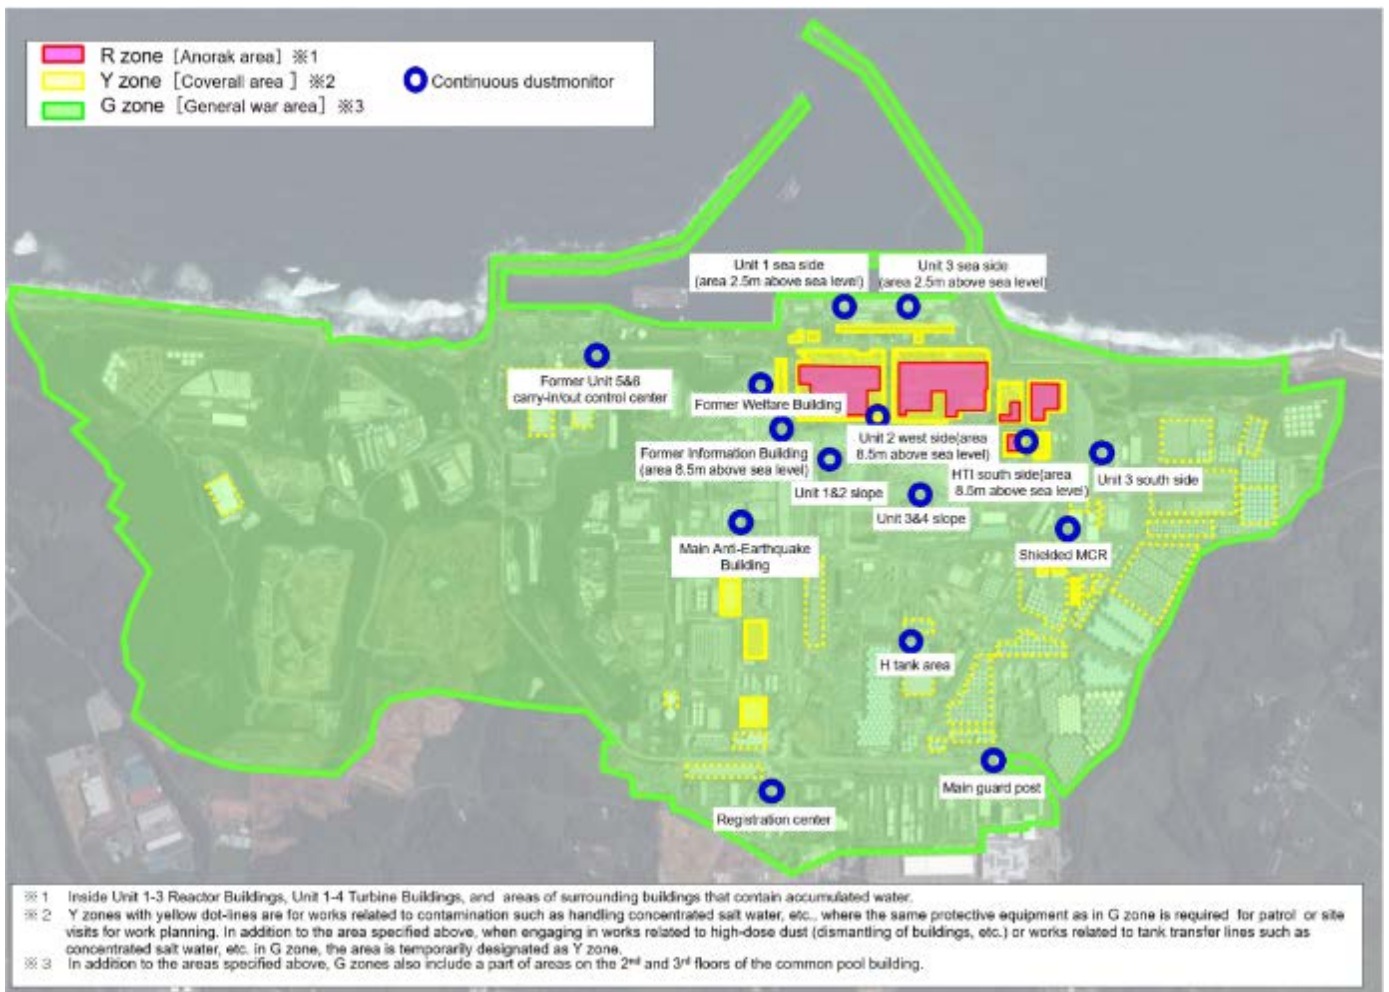 R zone [Anorak area] ※1
Y zone [Coverall area ] ※2
G zone [General war area] ※3
Continuous dustmonitor
Unit 1 sea side
(area 2.5m above sea level)
Unit 3 sea side
(area 2.5m above sea level)
Former Unit 5&6
carry-in/out control center
Former Welfare Building
Former Information Building
(area 8.5m above sea level)
Unit 2 west side(area
8.5m above sea level)
HTI south side(area
8.5m above sea level)
Unit 3 south side
Unit 1&2 slope
Unit 3&4 slope
Main Anti-Earthquake
Building
Shielded MCR
H tank area
Main guard post
Registration center
※1 Inside Unit 1-3 Reactor Buildings, Unit 1-4 Turbine Buildings, and areas of surrounding buildings that contain accumulated water.
※2 Y zones with yellow dot-lines are for works related to contamination such as handling concentrated salt water, etc., where the same protective equipment as in G zone is required for patrol or site
visits for work planning. In addition to the area specified above, when engaging in works related to high-dose dust (dismantling of buildings, etc.) or works related to tank transfer lines such as
concentrated salt water, etc. in G zone, the area is temporarily designated as Y zone.
※3 In addition to the areas specified above, G zones also include a part of areas on the 2nd and 3rd floors of the common pool building.